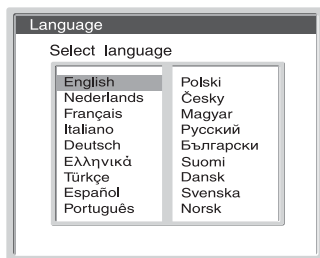 Language
Select language
English
Nederlands
Français
Italiano
Deutsch
Ελληνικά
Türkçe
Español
Português
Polski
Česky
Magyar
Русский
Български
Suomi
Dansk
Svenska
Norsk